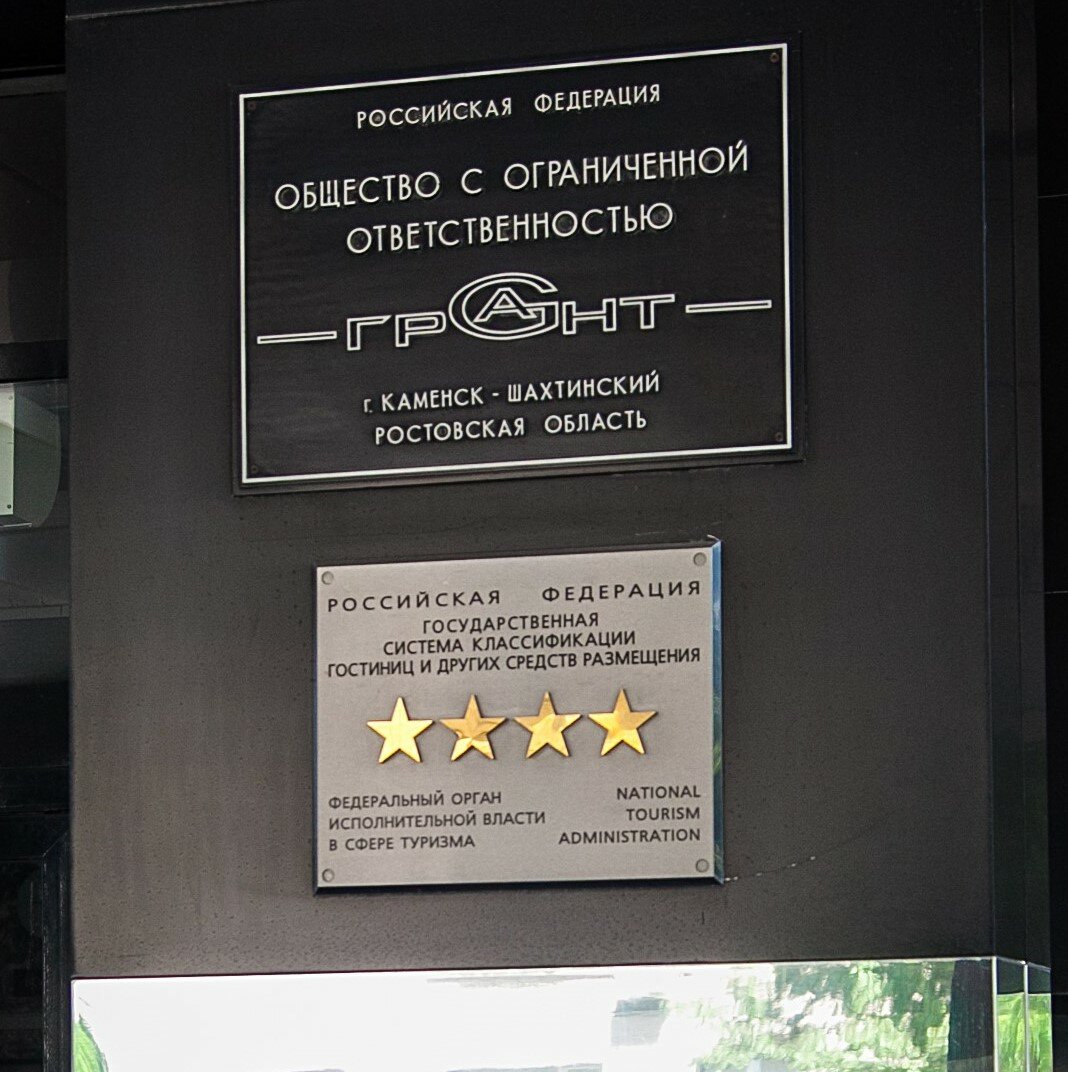 РОССИЙСКАЯ ФЕДЕРАЦИЯ
ОБЩЕСТВО С ОГРАНИЧЕННОЙ
ОТВЕТСТВЕННОСТЬЮ
ГРАНТ
г. КАМЕНСК - ШАХТИНСКИЙ
РОСТОВСКАЯ ОБЛАСТЬ
РОССИЙСКАЯ ФЕДЕРАЦИЯ
ГОСУДАРСТВЕННАЯ
СИСТЕМА КЛАССИФИКАЦИИ
ГОСТИНИЦ И ДРУГИХ СРЕДСТВ РАЗМЕЩЕНИЯ
ФЕДЕРАЛЬНЫЙ ОРГАН
ИСПОЛНИТЕЛЬНОЙ ВЛАСТИ
В СФЕРЕ ТУРИЗМА
NATIONAL
TOURISM
ADMINISTRATION